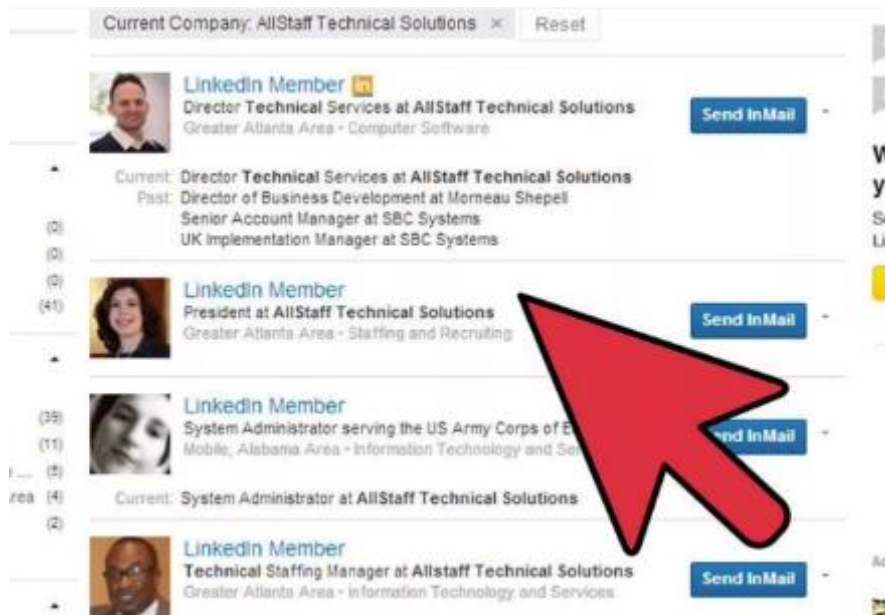 Current Company: AllStaff Technical Solutions × Reset
LinkedIn Member in
Director Technical Services at AllStaff Technical Solutions
Send InMail
Greater Atlanta Area • Computer Software
Current: Director Technical Services at AllStaff Technical Solutions
Past: Director of Business Development at Morneau Shepell
Senior Account Manager at SBC Systems
UK Implementation Manager at SBC Systems
(0)
(0)
(0)
(41)
LinkedIn Member
President at AllStaff Technical Solutions
Send InMail
Greater Atlanta Area • Staffing and Recruiting
LinkedIn Member
System Administrator serving the US Army Corps of E
nd InMail
Mobile, Alabama Area • Information Technology and Se
Current: System Administrator at AllStaff Technical Solutions
(39)
(11)
(5)
rea (4)
(2)
LinkedIn Member
Technical Staffing Manager at Allstaff Technical Solutions
Send InMail
Greater Atlanta Area • Information Technology and Services
W
y
S
Li